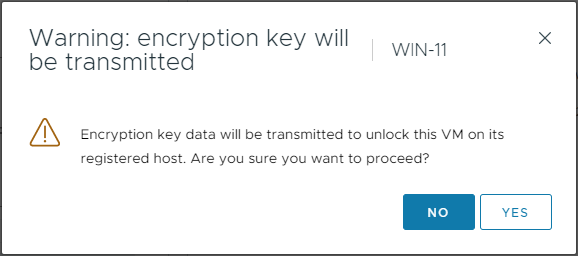 Warning: encryption key will
be transmitted
WIN-11
Encryption key data will be transmitted to unlock this VM on its
registered host. Are you sure you want to proceed?
NO
YES